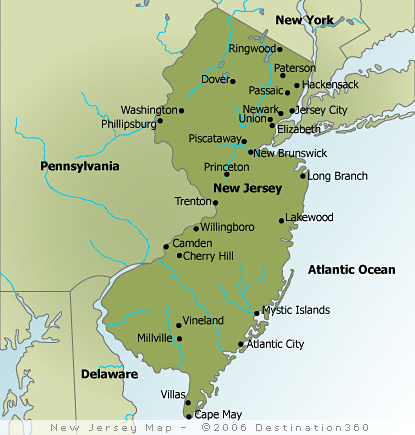 New York
Ringwood
Paterson
Dover
Hackensack
Passaic
Washington
Newark
Jersey City
Phillipsburg
Union
Elizabeth
Piscataway
New Brunswick
Pennsylvania
Princeton
Long Branch
New Jersey
Trenton
Lakewood
Willingboro
Camden
Cherry Hill
Atlantic Ocean
Mystic Islands
Vineland
Millville
Atlantic City
Delaware
Villas
Cape May
New Jersey Map - ©2006 Destination360